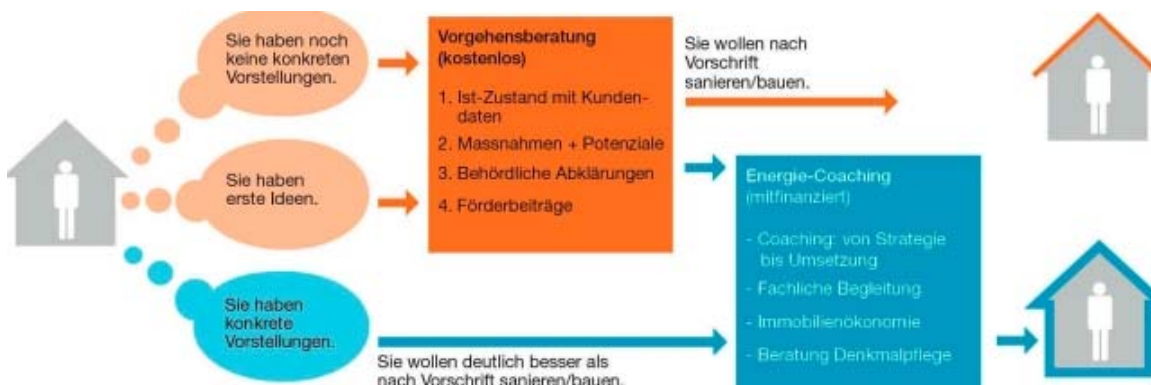 Sie haben noch
keine konkreten
Vorstellungen.
Sie haben
erste Ideen.
Sie haben
konkrete
Vorstellungen.
Vorgehensberatung
(kostenlos)
1. Ist-Zustand mit Kunden-
daten
2. Massnahmen + Potenziale
3. Behördliche Abklärungen
4. Förderbeiträge
Sie wollen nach
Vorschrift
sanieren/bauen.
Sie wollen deutlich besser als
nach Vorschrift sanieren/bauen.
Energie-Coaching
(mitfinanziert)
- Coaching: von Strategie
bis Umsetzung
- Fachliche Begleitung
- Immobilienökonomie
- Beratung Denkmalpflege